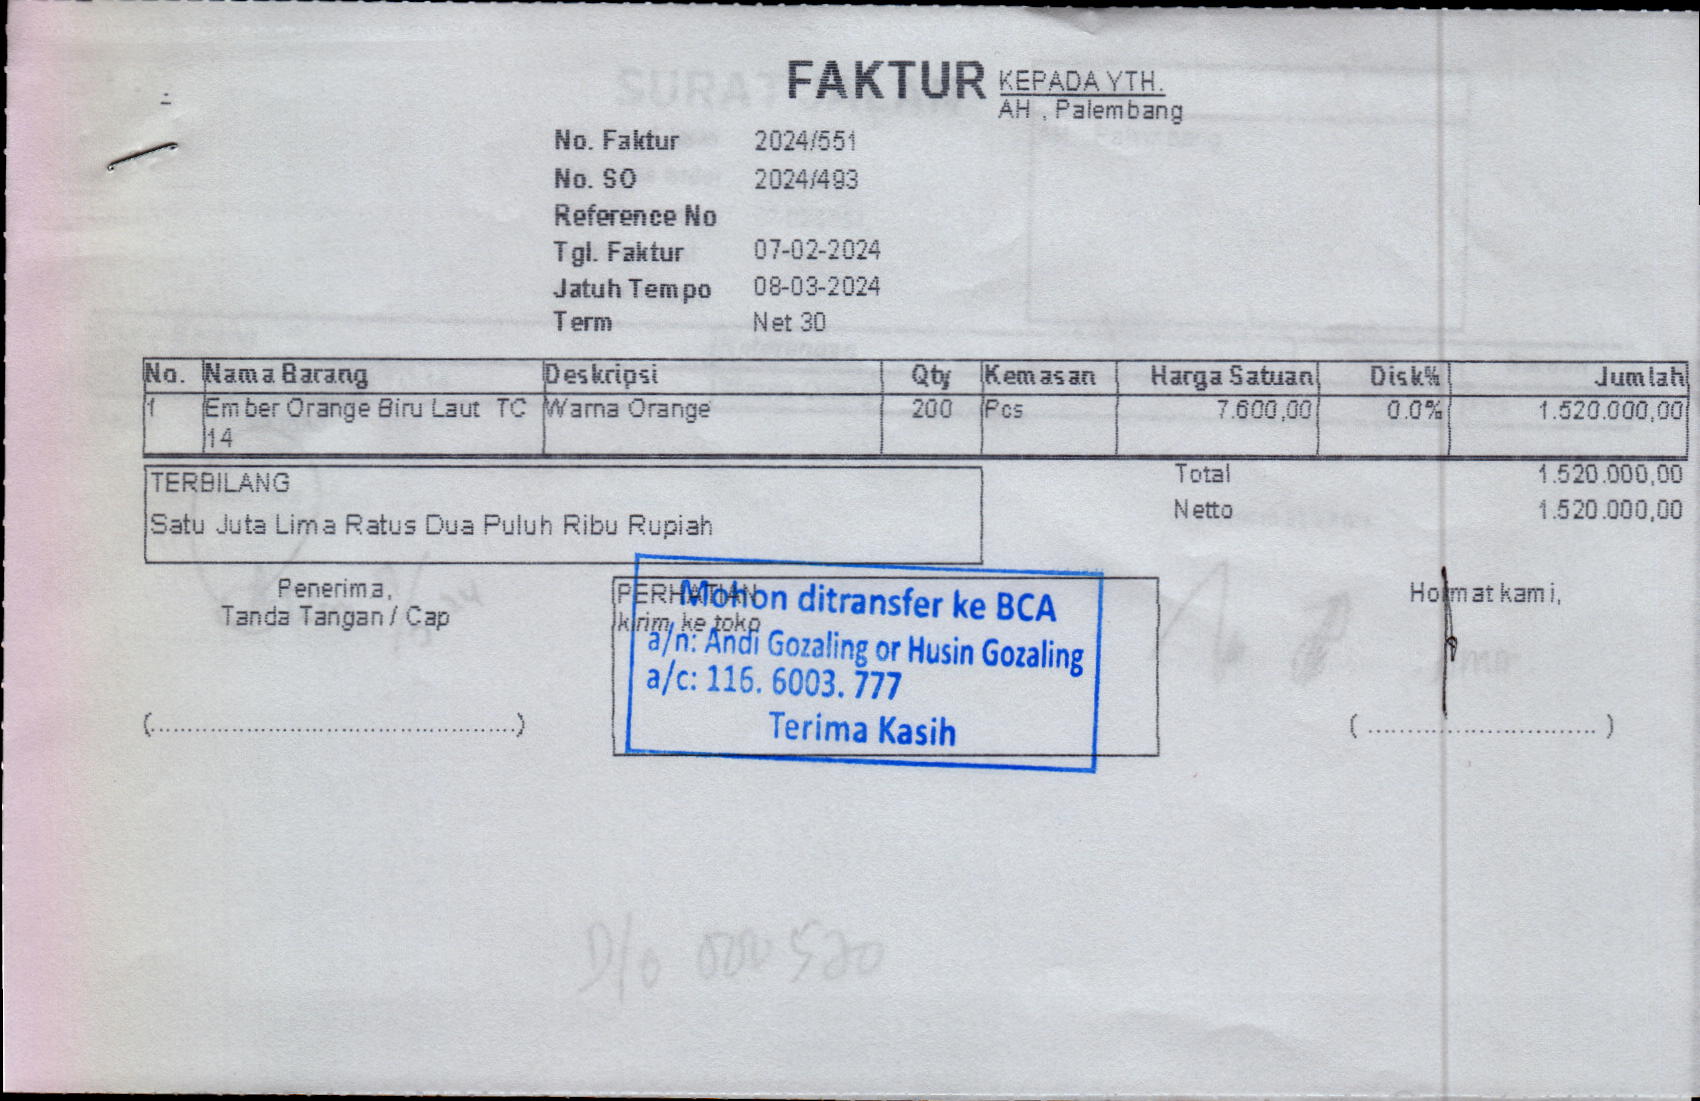 FAKTUR
KEPADA YTH.
AH , Palembang
No. Faktur 2024/551
No. SO 2024/493
Reference No
Tgl. Faktur 07-02-2024
Jatuh Tempo 08-03-2024
Term Net 30
No. Nama Barang Deskripsi Qty Kemasan Harga Satuan Disk% Jumlah
1 Ember Orange Biru Laut TC Warna Orange 200 Pcs 7.600,00 0.0% 1.520.000,00
14
TERBILANG
Satu Juta Lima Ratus Dua Puluh Ribu Rupiah
Total 1.520.000,00
Netto 1.520.000,00
Penerima,
Tanda Tangan / Cap
(............................................)
PERHATIAN
kirim ke toko
Mohon ditransfer ke BCA
a/n: Andi Gozaling or Husin Gozaling
a/c: 116. 6003. 777
Terima Kasih
Hormat kami,
( ............................ )
D/o 000520